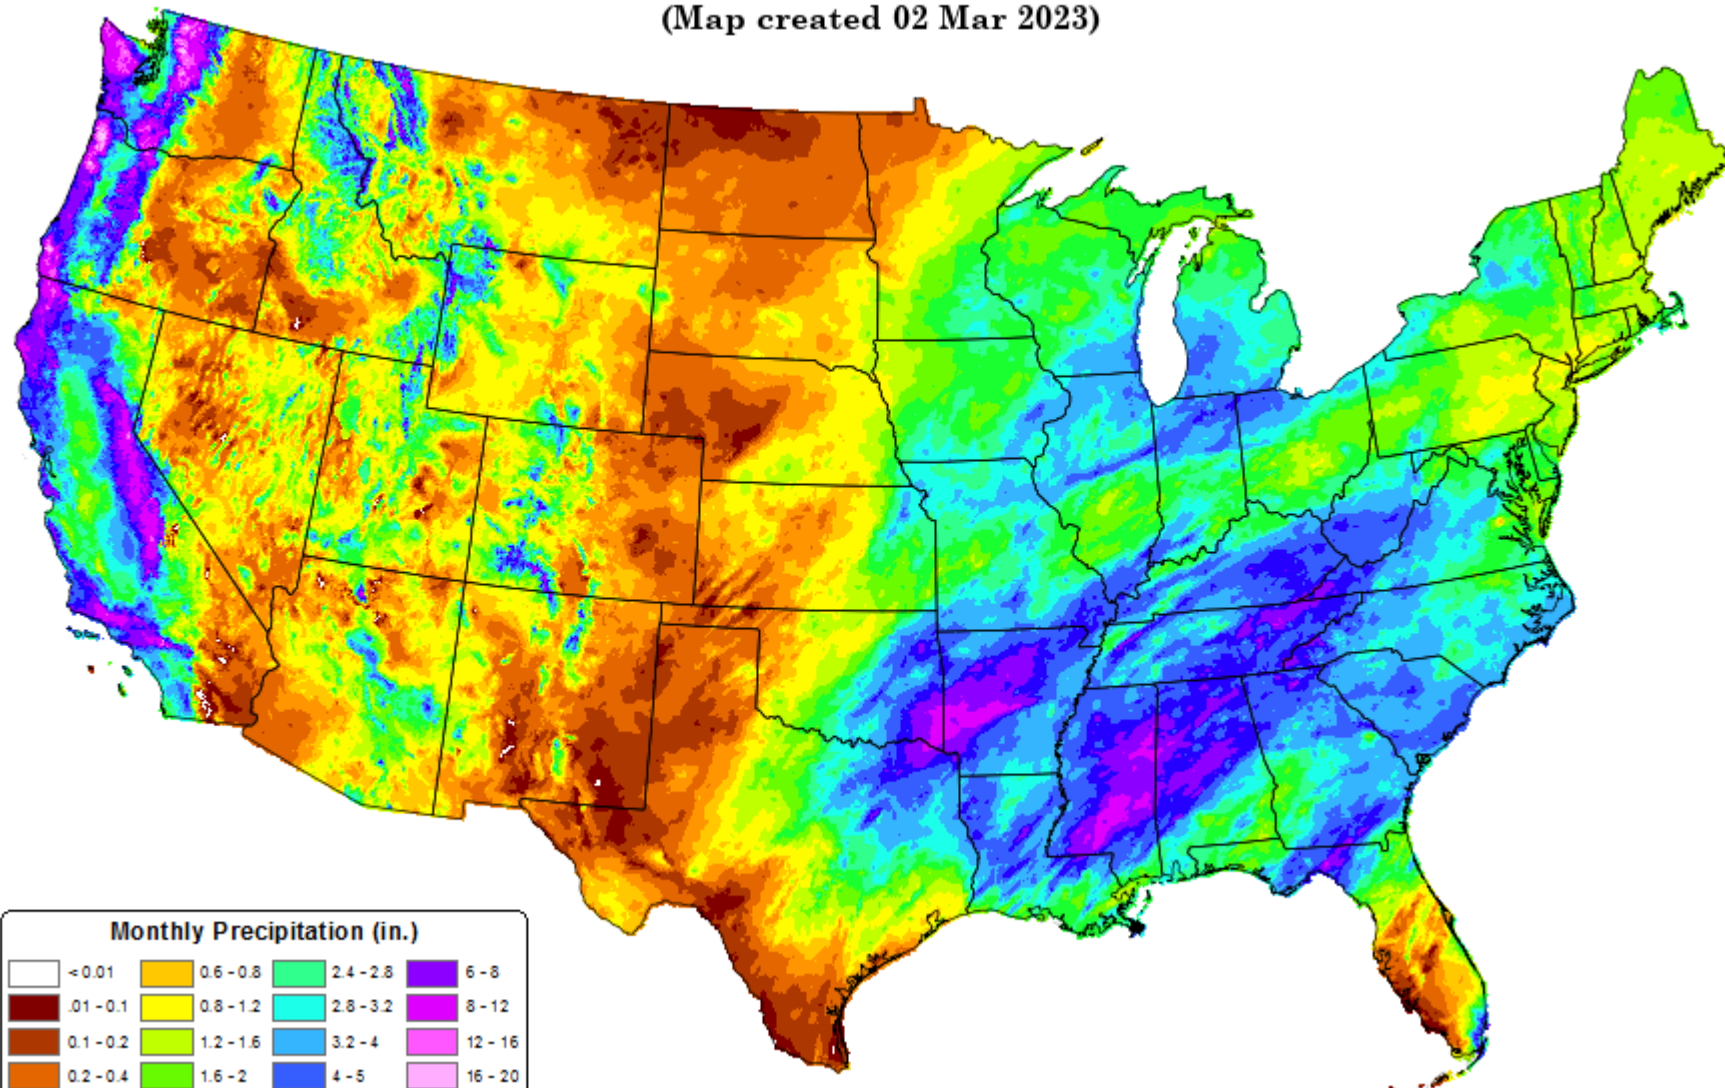 (Map created 02 Mar 2023)
Monthly Precipitation (in.)
< 0.01 0.6 - 0.8 2.4 - 2.8 6 - 8
.01 - 0.1 0.8 - 1.2 2.8 - 3.2 8 - 12
0.1 - 0.2 1.2 - 1.6 3.2 - 4 12 - 16
0.2 - 0.4 1.6 - 2 4 - 5 16 - 20